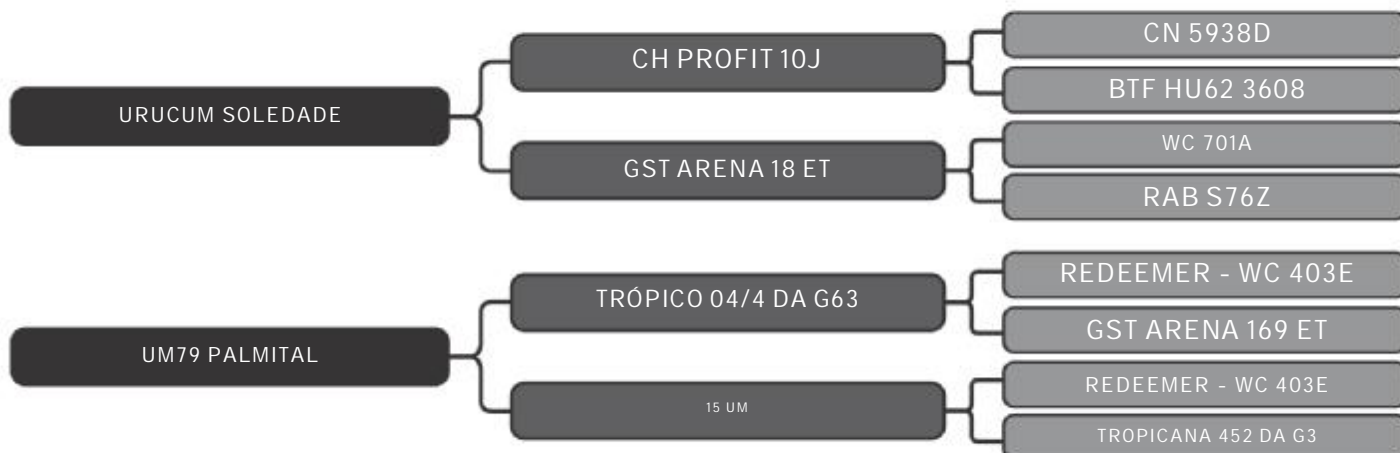 URUCUM SOLEDADE
CH PROFIT 10J
CN 5938D
BTF HU62 3608
GST ARENA 18 ET
WC 701A
RAB S76Z
UM79 PALMITAL
TRÓPICO 04/4 DA G63
REDEEMER - WC 403E
GST ARENA 169 ET
15 UM
REDEEMER - WC 403E
TROPICANA 452 DA G3